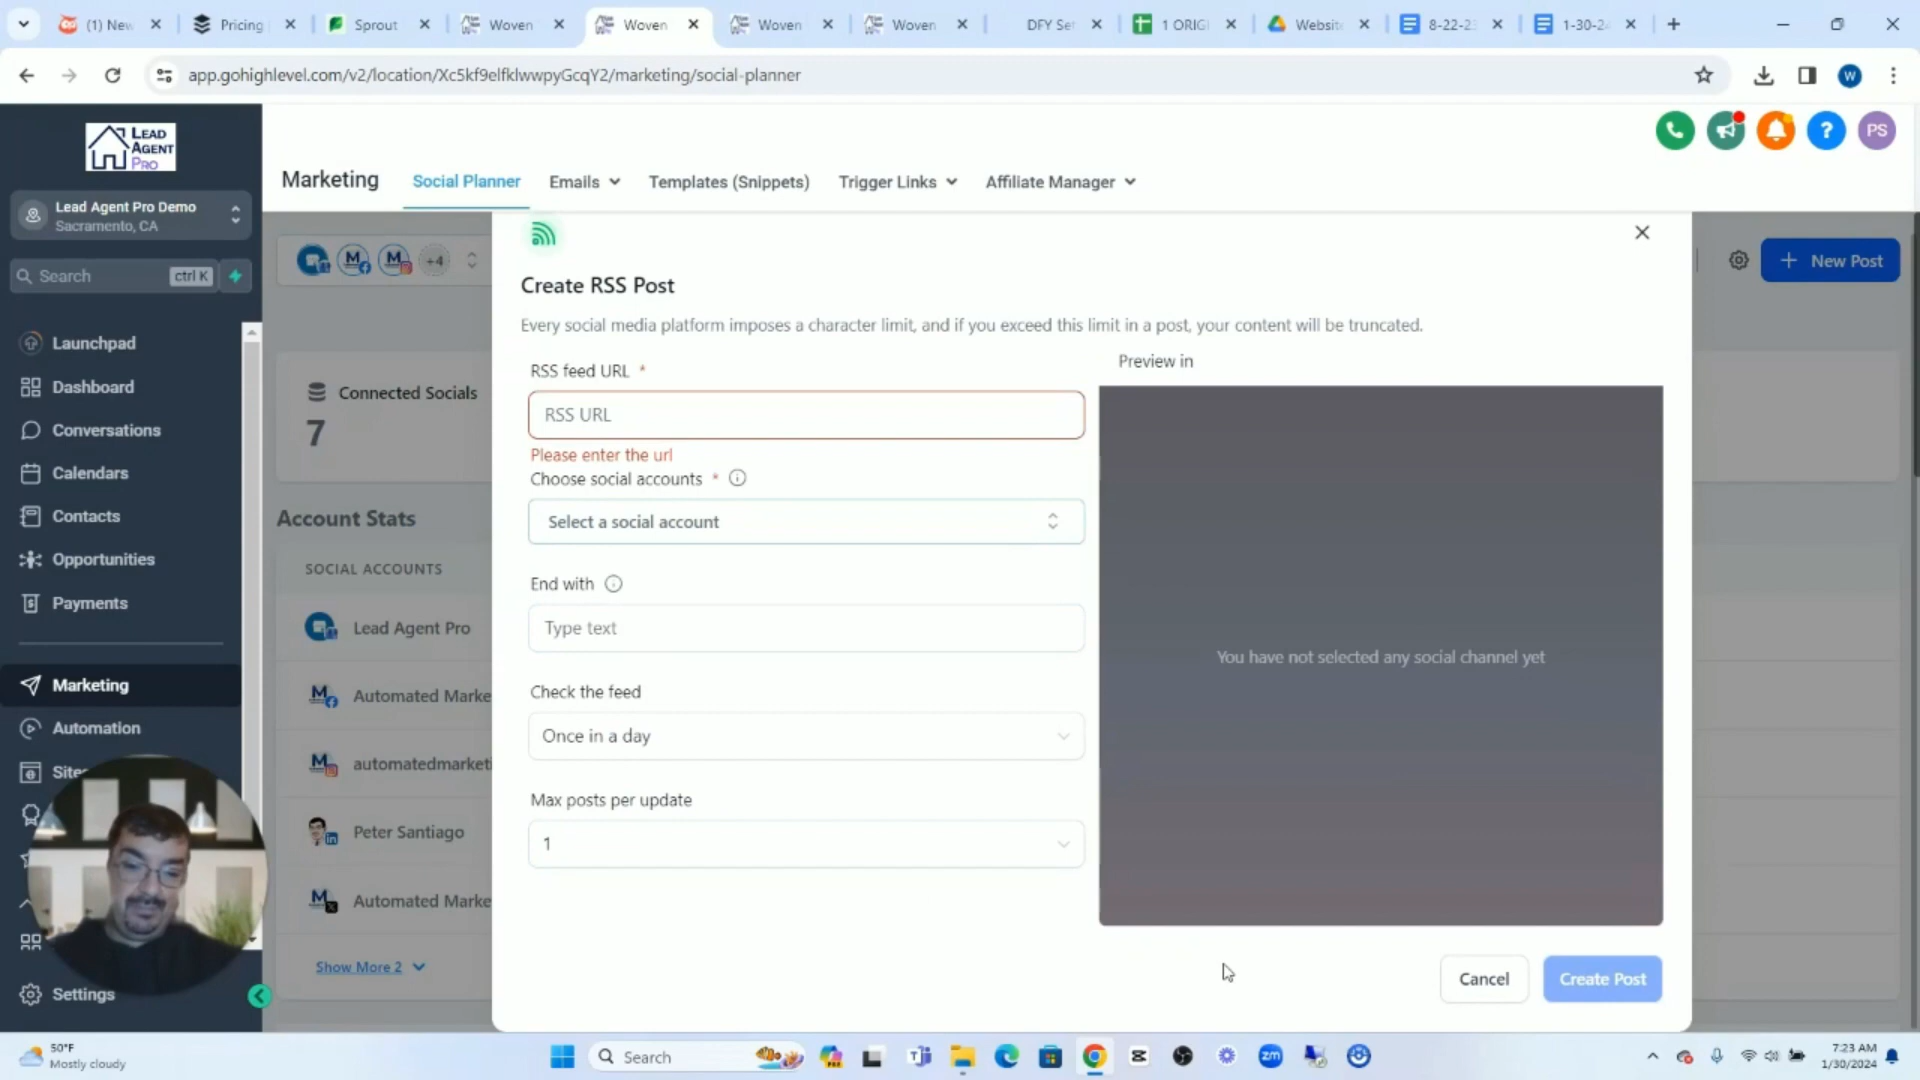 (1) New
Pricing
Sprout
Woven
Woven
Woven
Woven
DFY Set
1 ORIG
Websit
8-22-23
1-30-24
app.gohighlevel.com/v2/location/Xc5kf9elfklwwpyGcqY2/marketing/social-planner
W
LEAD
AGENT
PRO
Lead Agent Pro Demo
Sacramento, CA
Search
ctrl K
Launchpad
Dashboard
Conversations
Calendars
Contacts
Opportunities
Payments
Marketing
Automation
Sites
Settings
Marketing
Social Planner
Emails
Templates (Snippets)
Trigger Links
Affiliate Manager
PS
+4
New Post
Connected Socials
7
Account Stats
SOCIAL ACCOUNTS
Lead Agent Pro
Automated Marke
automatedmarketi
Peter Santiago
Automated Marke
Show More 2
Create RSS Post
Every social media platform imposes a character limit, and if you exceed this limit in a post, your content will be truncated.
RSS feed URL *
RSS URL
Please enter the url
Choose social accounts *
Select a social account
End with
Type text
Check the feed
Once in a day
Max posts per update
1
Preview in
You have not selected any social channel yet
Cancel
Create Post
50°F
Mostly cloudy
Search
zm
7:23 AM
1/30/2024